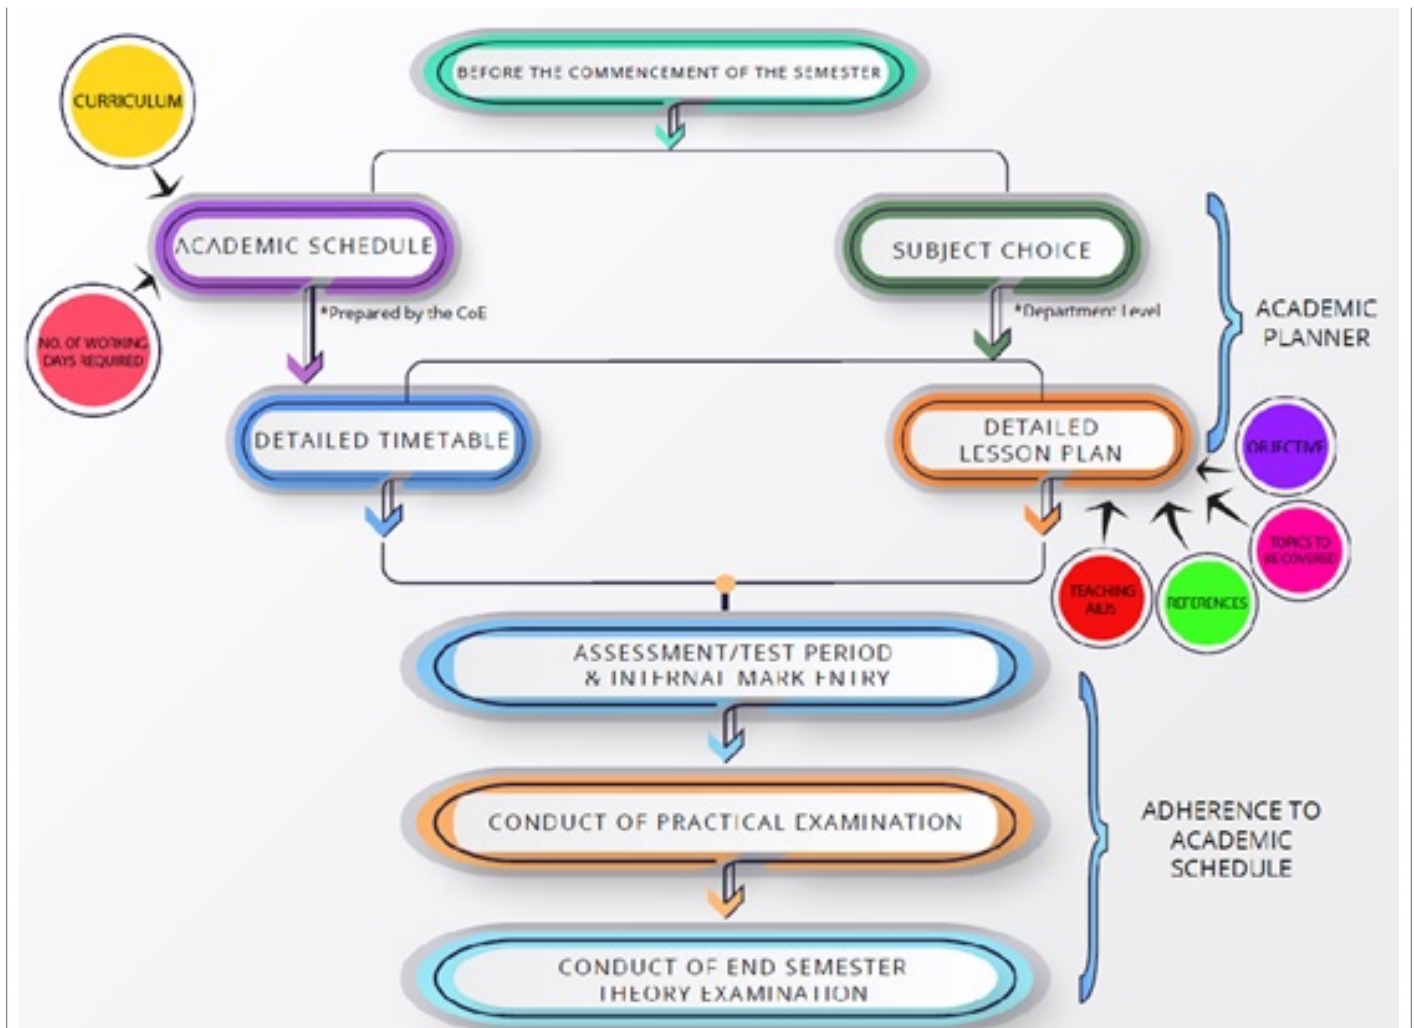 BEFORE THE COMMENCEMENT OF THE SEMESTER
CURRICULUM
ACADEMIC SCHEDULE
SUBJECT CHOICE
*Prepared by the CoE
*Department Level
NO. OF WORKING
DAYS REQUIRED
ACADEMIC
PLANNER
DETAILED TIMETABLE
DETAILED
LESSON PLAN
OBJECTIVE
TOPICS TO
BE COVERED
TEACHING
AIDS
REFERENCES
ASSESSMENT/TEST PERIOD
& INTERNAL MARK ENTRY
CONDUCT OF PRACTICAL EXAMINATION
ADHERENCE TO
ACADEMIC
SCHEDULE
CONDUCT OF END SEMESTER
THEORY EXAMINATION